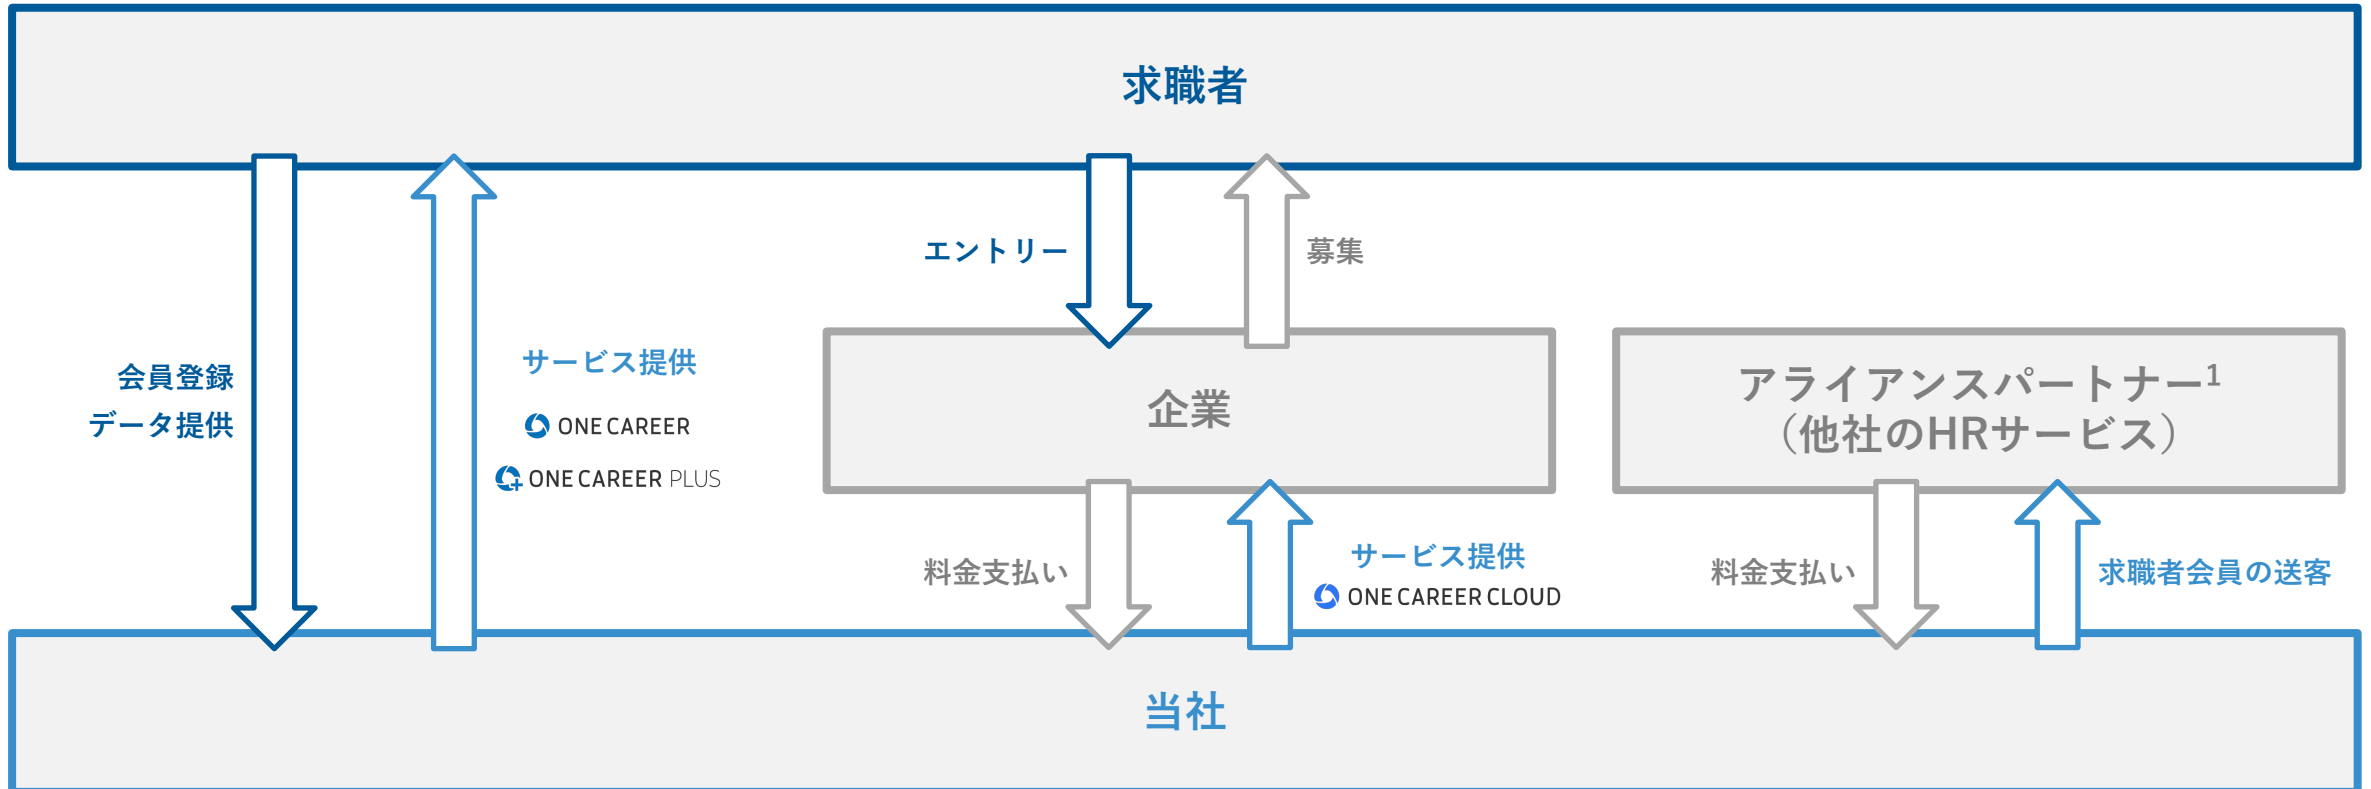 求職者
エントリー
募集
会員登録
データ提供
サービス提供
ONE CAREER
ONE CAREER PLUS
企業
アライアンスパートナー1
（他社のHRサービス）
料金支払い
サービス提供
ONE CAREER CLOUD
料金支払い
求職者会員の送客
当社